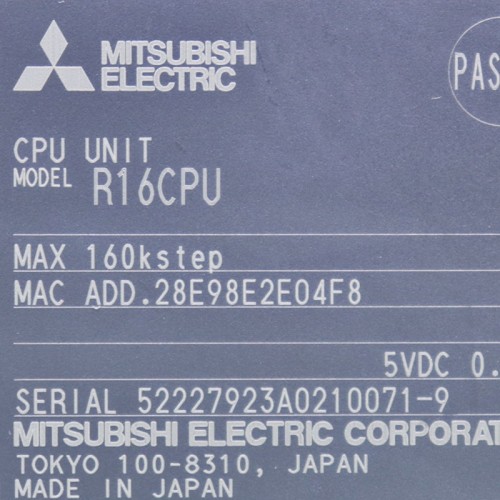 MITSUBISHI
ELECTRIC
PAS
CPU UNIT
MODEL R16CPU
MAX 160kstep
MAC ADD.28E98E2E04F8
5VDC 0.
SERIAL 52227923A0210071-9
MITSUBISHI ELECTRIC CORPORAT
TOKYO 100-8310, JAPAN
MADE IN JAPAN